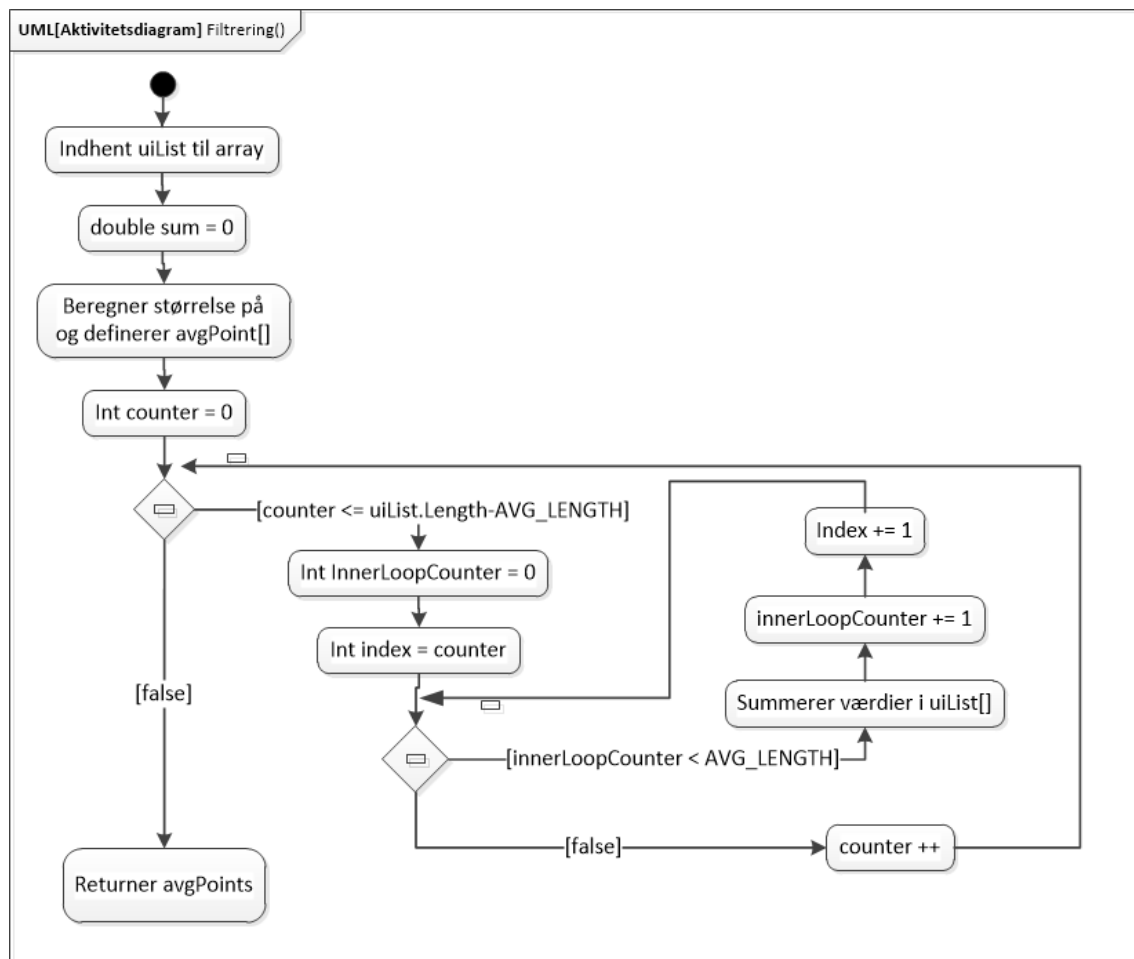 UML[Aktivitetsdiagram] Filtrering()
Indhent uiList til array
double sum = 0
Beregner størrelse på
og definerer avgPoint[]
Int counter = 0
[counter <= uiList.Length-AVG_LENGTH]
Int InnerLoopCounter = 0
Int index = counter
[innerLoopCounter < AVG_LENGTH]
Summerer værdier i uiList[]
innerLoopCounter += 1
Index += 1
[false]
counter ++
[false]
Returner avgPoints